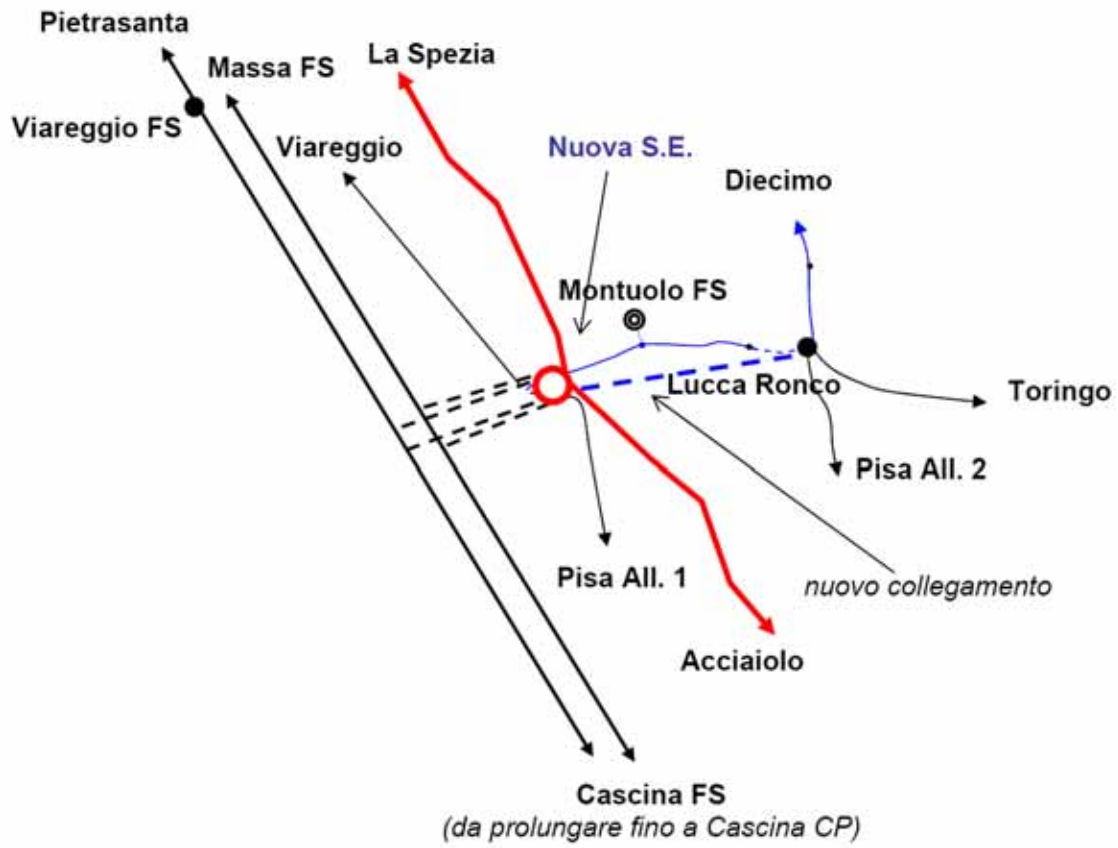 Pietrasanta
Massa FS
La Spezia
Viareggio FS
Viareggio
Nuova S.E.
Diecimo
Montuolo FS
Lucca Ronco
Toringo
Pisa All. 2
Pisa All. 1
nuovo collegamento
Acciaiolo
Cascina FS
(da prolungare fino a Cascina CP)